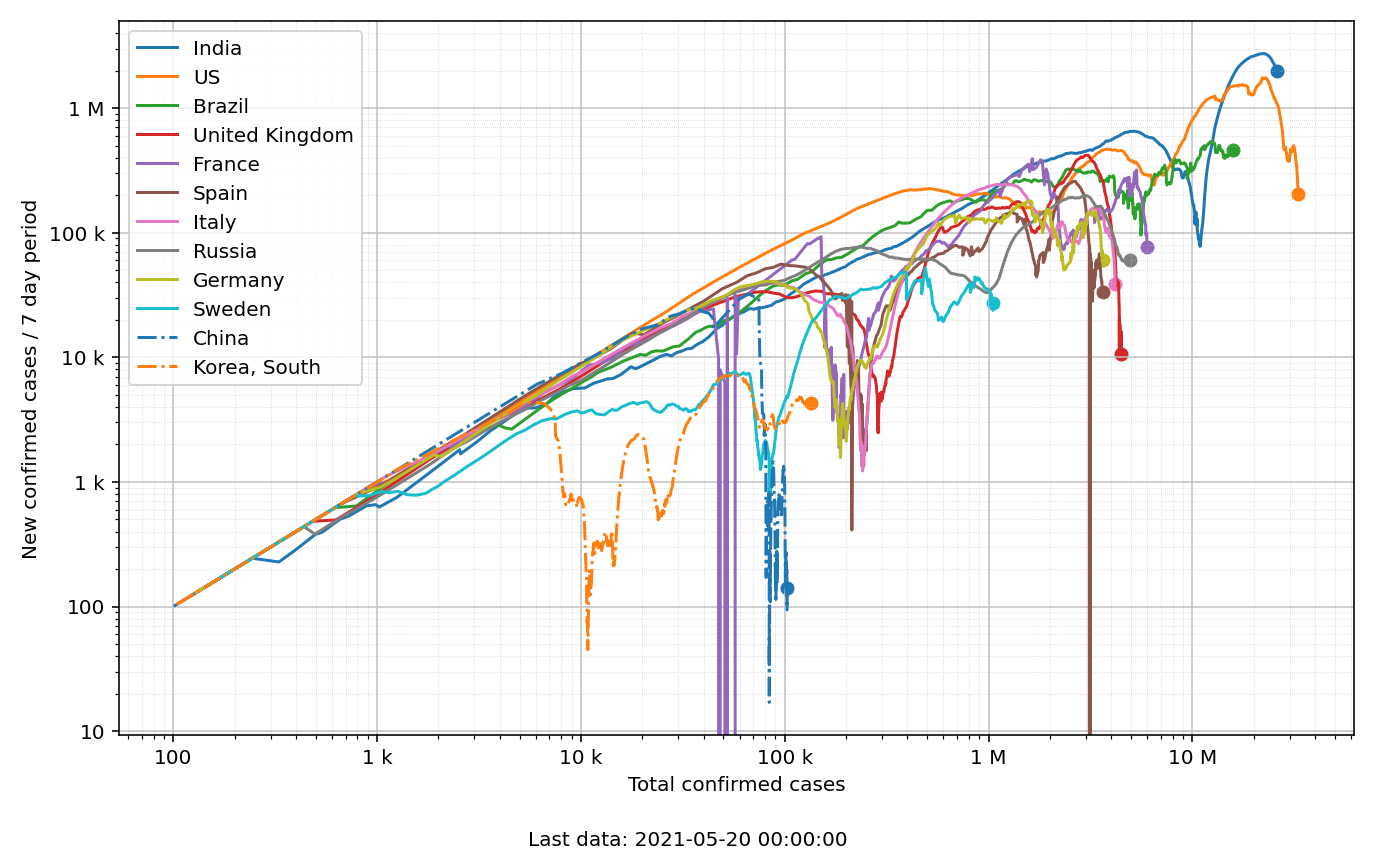 India
US
Brazil
United Kingdom
France
Spain
Italy
Russia
Germany
Sweden
China
Korea, South
New confirmed cases / 7 day period
1 M
100 k
10 k
1 k
100
10
100
1 k
10 k
100 k
1 M
10 M
Total confirmed cases
Last data: 2021-05-20 00:00:00